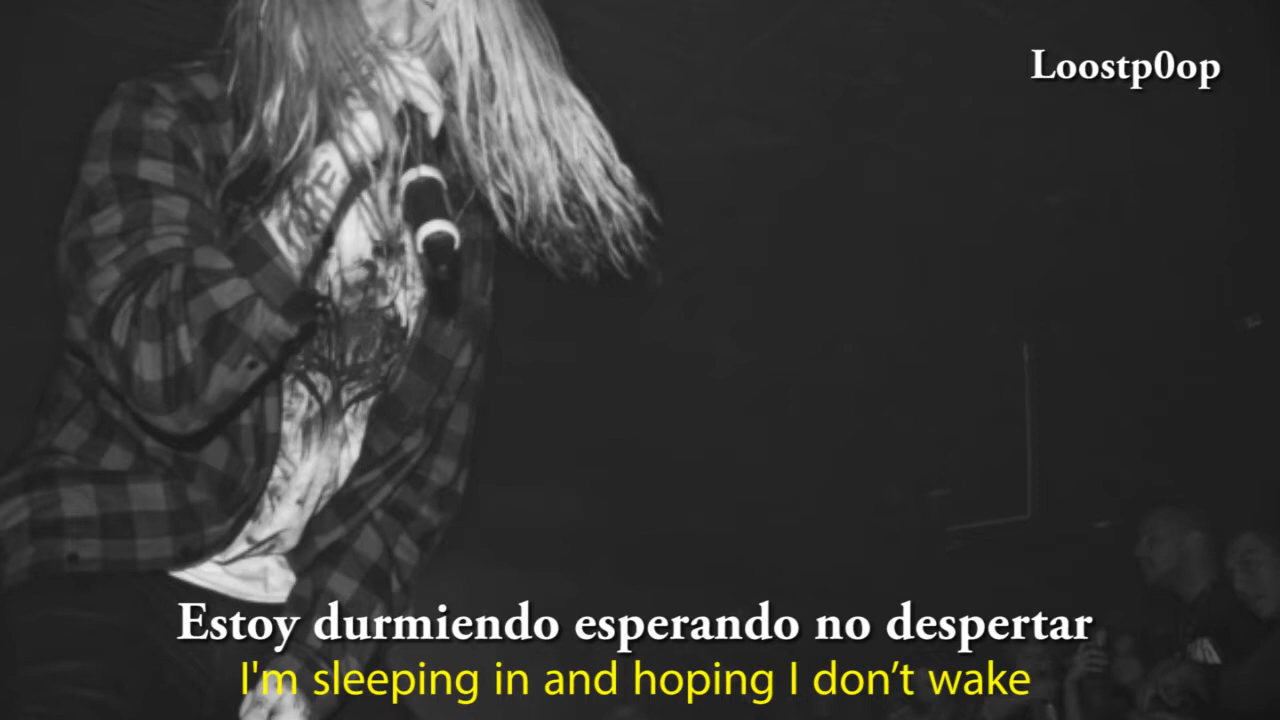 Loostp0op
Estoy durmiendo esperando no despertar
I'm sleeping in and hoping I don’t wake